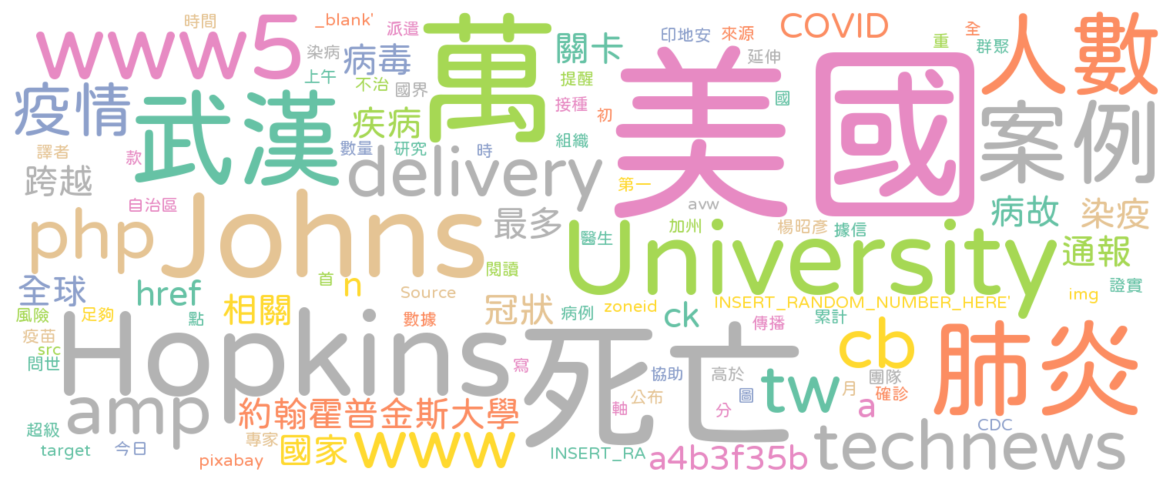 時間
_blank'
派遣
COVID
www5
萬
美國
人數
印地安
來源
重
全
群聚
關卡
延伸
染病
病毒
上午
不治
國界
提醒
接種
國
初
組織
疫情
武漢
疾病
案例
譯者
款
數量
研究
時
delivery
跨越
第一
自治區
avw
病故
染疫
php
Johns
最多
醫生
加州
楊昭彥
據信
University
通報
閱讀
全球
href
首
n
Source
證實
img
風險
足夠
點
相關
數據
冠狀
病例
zoneid
INSERT_RANDOM_NUMBER_HERE'
ck
傳播
累計
疫苗
src
問世
Hopkins
寫
死亡
cb
肺炎
協助
高於
團隊
tw
月
確診
圖
公布
軸
分
a
amp
約翰霍普金斯大學
超級
target
今日
專家
pixabay
國家
www
INSERT_RA
a4b3f35b
CDC
technews